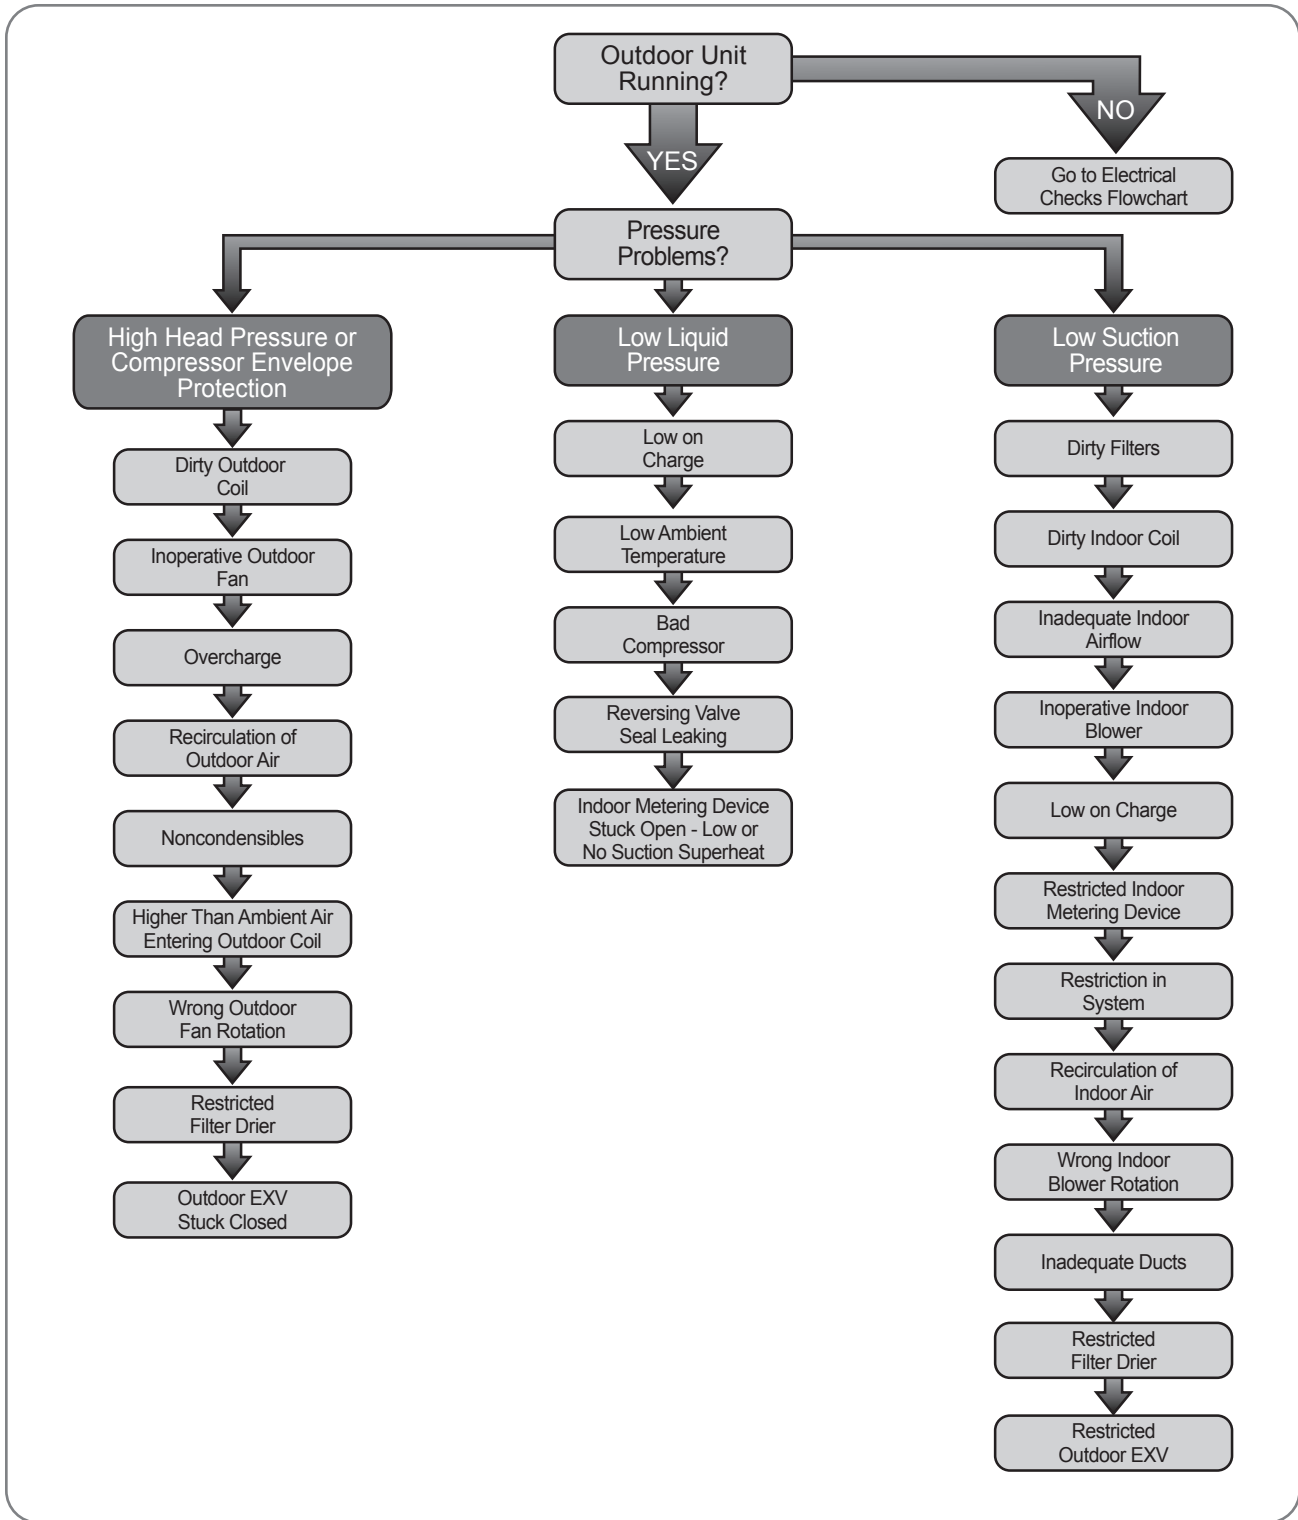 Outdoor Unit
Running?
NO
YES
Go to Electrical
Checks Flowchart
Pressure
Problems?
High Head Pressure or
Compressor Envelope
Protection
Dirty Outdoor
Coil
Inoperative Outdoor
Fan
Overcharge
Recirculation of
Outdoor Air
Noncondensibles
Higher Than Ambient Air
Entering Outdoor Coil
Wrong Outdoor
Fan Rotation
Restricted
Filter Drier
Outdoor EXV
Stuck Closed
Low Liquid
Pressure
Low on
Charge
Low Ambient
Temperature
Bad
Compressor
Reversing Valve
Seal Leaking
Indoor Metering Device
Stuck Open - Low or
No Suction Superheat
Low Suction
Pressure
Dirty Filters
Dirty Indoor Coil
Inadequate Indoor
Airflow
Inoperative Indoor
Blower
Low on Charge
Restricted Indoor
Metering Device
Restriction in
System
Recirculation of
Indoor Air
Wrong Indoor
Blower Rotation
Inadequate Ducts
Restricted
Filter Drier
Restricted
Outdoor EXV